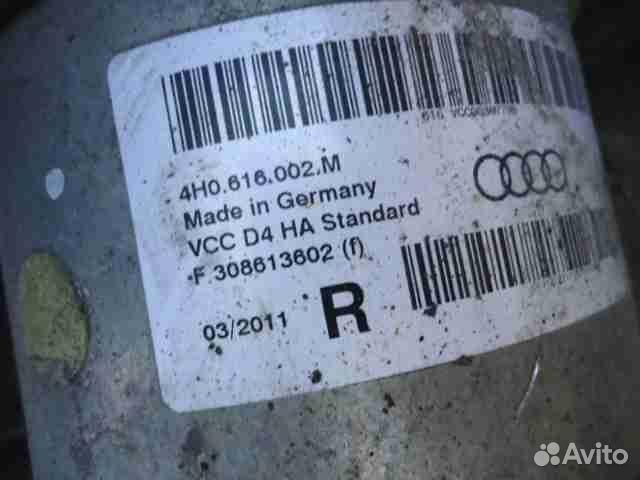 4H0.616.002.M
Made in Germany
VCC D4 HA Standard
F 308613602 (f)
03/2011 R
Avito